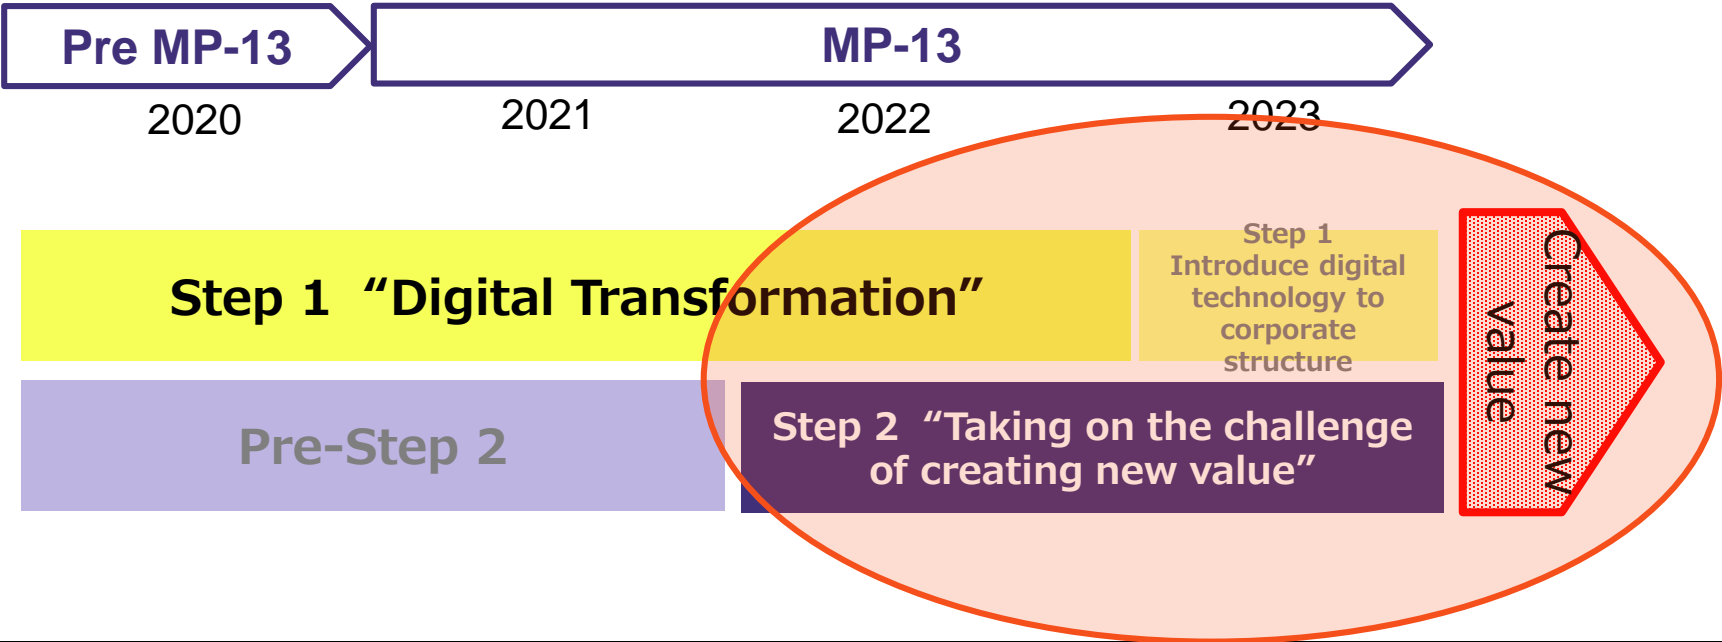 Pre MP-13
MP-13
2020
2021
2022
2023
Step 1 “Digital Transformation”
Step 1
Introduce digital
technology to
corporate
structure
Pre-Step 2
Step 2 “Taking on the challenge
of creating new value”
Create new
value